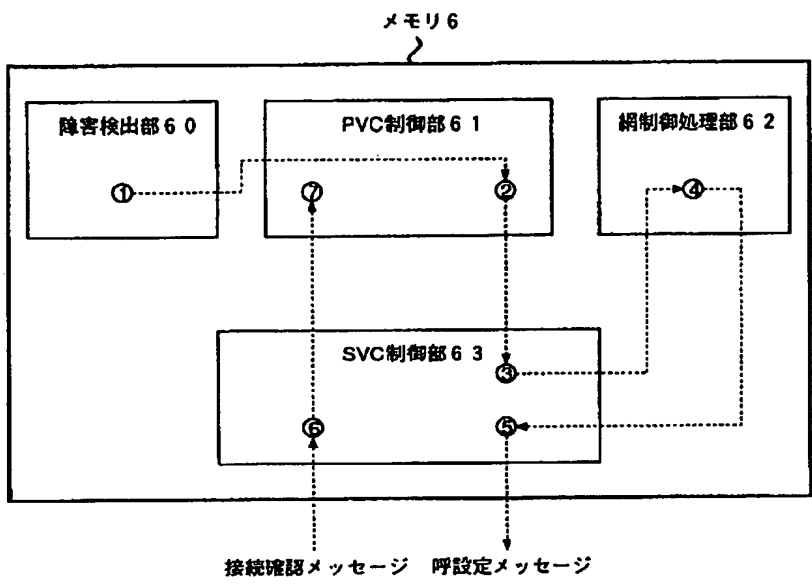 メモリ6
障害検出部60
PVC制御部61
網制御処理部62
①
⑦
②
④
SVC制御部63
③
⑥
⑤
接続確認メッセージ
呼設定メッセージ